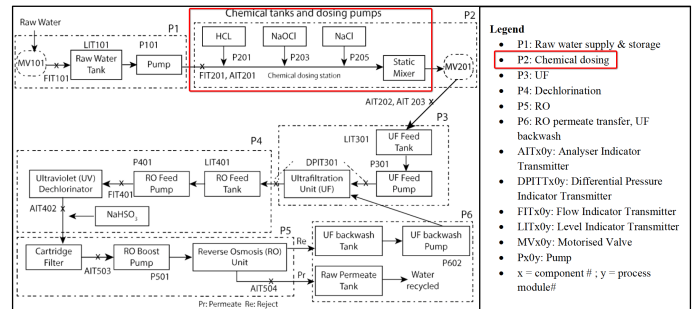 Chemical tanks and dosing pumps
P1
P2
Raw Water
HCL
NaOCl
NaCl
LIT101
P101
P201
P203
P205
MV101
Raw Water
Tank
Pump
Static
Mixer
MV201
FIT101
FIT201, AIT201
Chemical dosing station
AIT202, AIT 203
P3
P4
LIT301
UF Feed
Tank
P401
LIT401
DPIT301
P301
Ultraviolet (UV)
Dechlorinator
RO Feed
Pump
RO Feed
Tank
Ultrafiltration
Unit (UF)
UF Feed
Pump
FIT401
AIT402
NaHSO3
P5
P6
Re
UF backwash
Tank
UF backwash
Pump
P602
Cartridge
Filter
RO Boost
Pump
Reverse Osmosis (RO)
Unit
AIT503
P501
Pr
AIT504
Raw Permeate
Tank
Water
recycled
Pr: Permeate Re: Reject
Legend
• P1: Raw water supply & storage
• P2: Chemical dosing
• P3: UF
• P4: Dechlorination
• P5: RO
• P6: RO permeate transfer, UF
backwash
• AITx0y: Analyser Indicator
Transmitter
• DPITTx0y: Differential Pressure
Indicator Transmitter
• FITx0y: Flow Indicator Transmitter
• LITx0y: Level Indicator Transmitter
• MVx0y: Motorised Valve
• Px0y: Pump
• x = component # ; y = process
module#